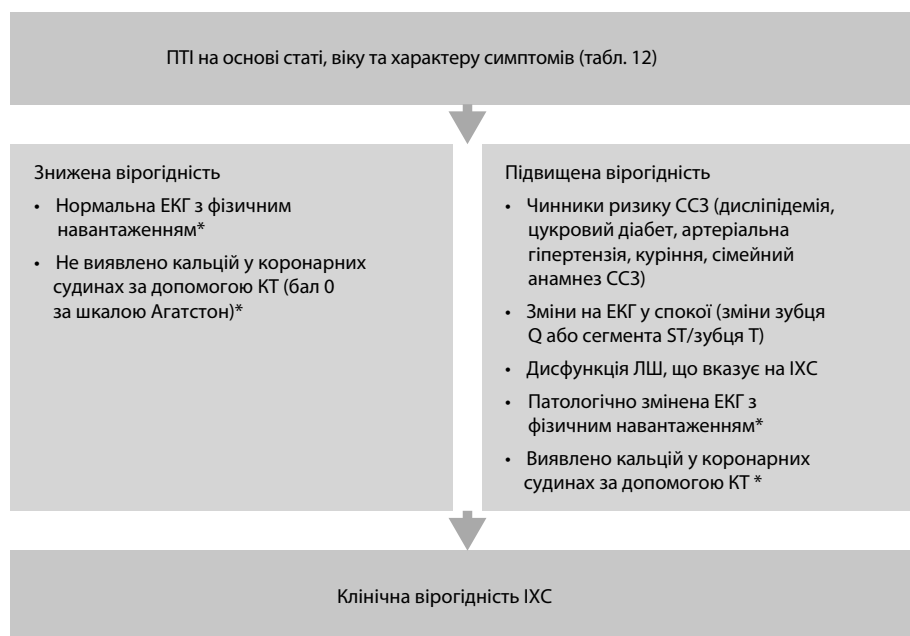 ПТІ на основі статі, віку та характеру симптомів (табл. 12)
Знижена вірогідність
• Нормальна ЕКГ з фізичним
навантаженням*
• Не виявлено кальцій у коронарних
судинах за допомогою КТ (бал 0
за шкалою Агатстон)*
Підвищена вірогідність
• Чинники ризику ССЗ (дисліпідемія,
цукровий діабет, артеріальна
гіпертензія, куріння, сімейний
анамнез ССЗ)
• Зміни на ЕКГ у спокої (зміни зубця
Q або сегмента ST/зубця T)
• Дисфункція ЛШ, що вказує на ІХС
• Патологічно змінена ЕКГ з
фізичним навантаженням*
• Виявлено кальцій у коронарних
судинах за допомогою КТ *
Клінічна вірогідність ІХС